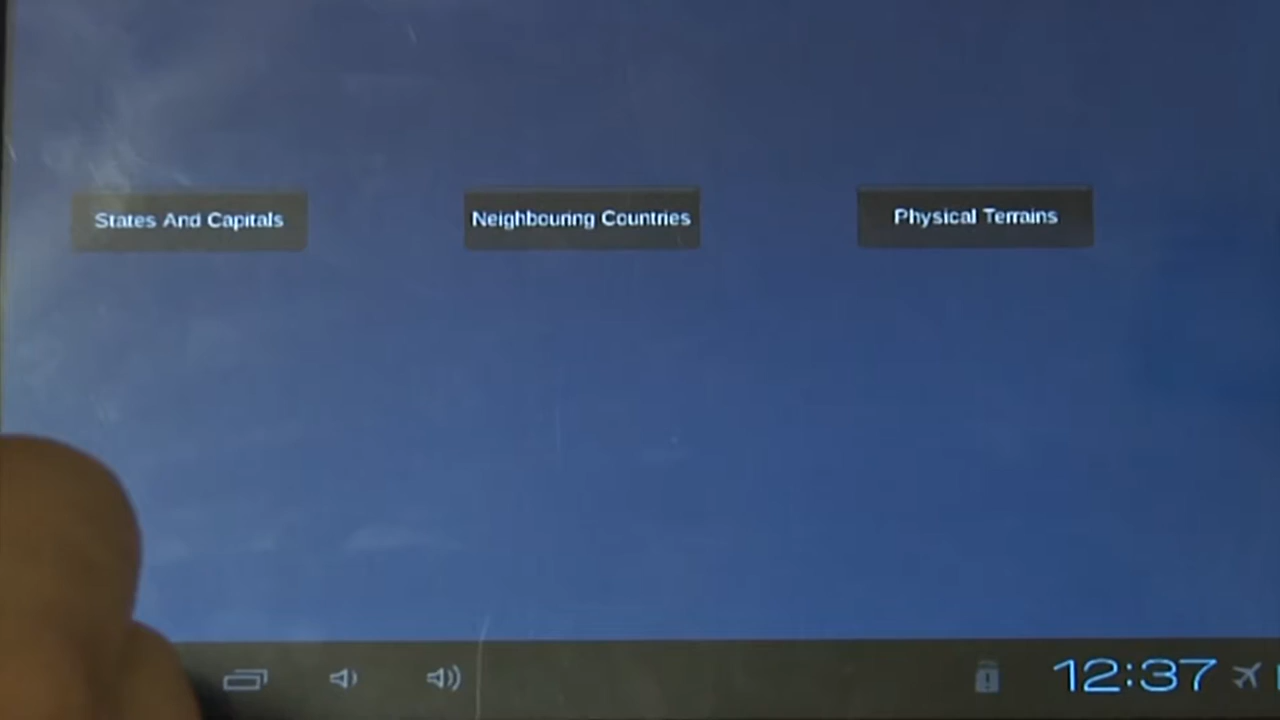 States And Capitals
Neighbouring Countries
Physical Terrains
12:37